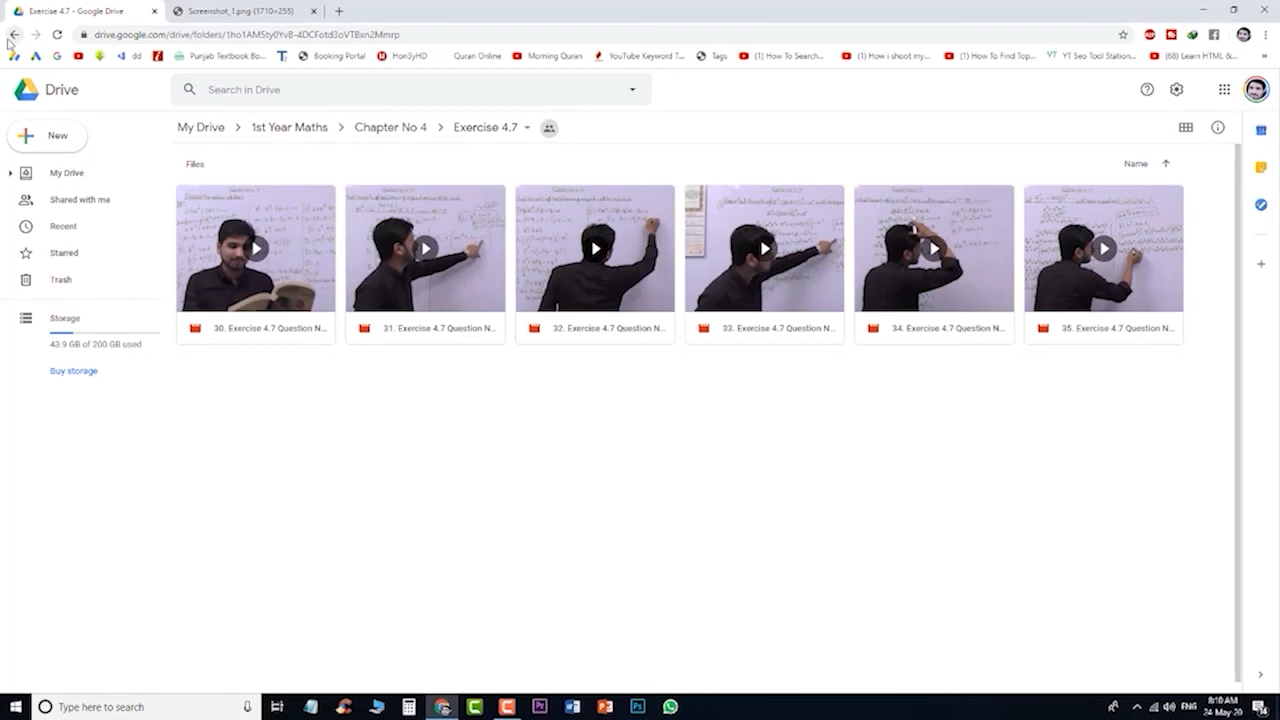 Exercise 4.7 - Google Drive
Screenshot_1.png (1710×255)
drive.google.com/drive/folders/1ho1AM5ty0YvB-4DCFotd3oVTBxn2Mmrp
dd
Punjab Textbook Bo...
Booking Portal
Hon3yHD
Quran Online
Morning Quran
YouTube Keyword T...
Tags
(1) How To Search...
(1) How i shoot my...
(1) How To Find Top...
YT SEo Tool Station...
(68) Learn HTML &...
Drive
Search in Drive
New
My Drive > 1st Year Maths > Chapter No 4 > Exercise 4.7
Files
Name
My Drive
Shared with me
Recent
Starred
Trash
Storage
43.9 GB of 200 GB used
Buy storage
30. Exercise 4.7 Question N...
31. Exercise 4.7 Question N...
32. Exercise 4.7 Question N...
33. Exercise 4.7 Question N...
34. Exercise 4.7 Question N...
35. Exercise 4.7 Question N...
Type here to search
ENG
8:10 AM
24-May-20
14